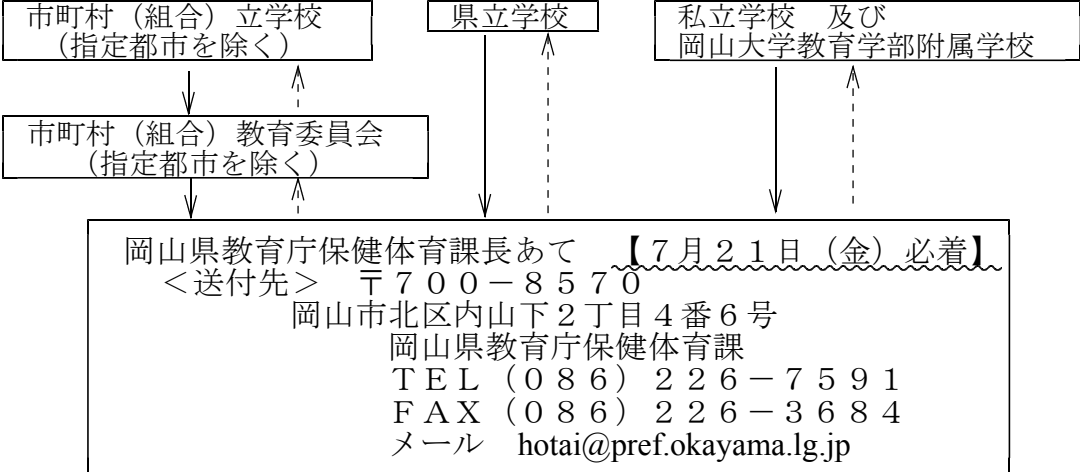 市町村（組合）立学校
（指定都市を除く）
県立学校
私立学校　及び
岡山大学教育学部附属学校
市町村（組合）教育委員会
（指定都市を除く）
岡山県教育庁保健体育課長あて　【７月２１日（金）必着】
＜送付先＞　〒７００－８５７０
岡山市北区内山下２丁目４番６号
岡山県教育庁保健体育課
ＴＥＬ（０８６）２２６－７５９１
ＦＡＸ（０８６）２２６－３６８４
メール　hotai@pref.okayama.lg.jp